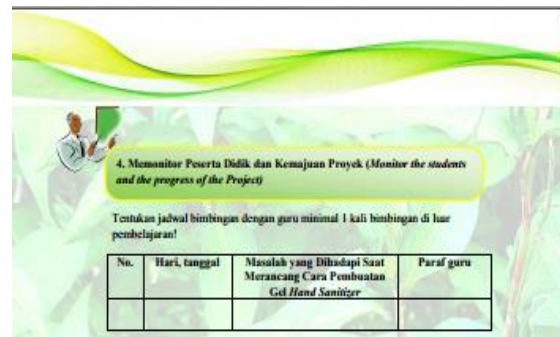 4. Memonitor Peserta Didik dan Kemajuan Proyek (Monitor the students
and the progress of the Project)
Tentukan jadwal bimbingan dengan guru minimal 1 kali bimbingan di luar
pembelajaran!
No. Hari, tanggal Masalah yang Dihadapi Saat Paraf guru
Merancang Cara Pembuatan
Gel Hand Sanitizer